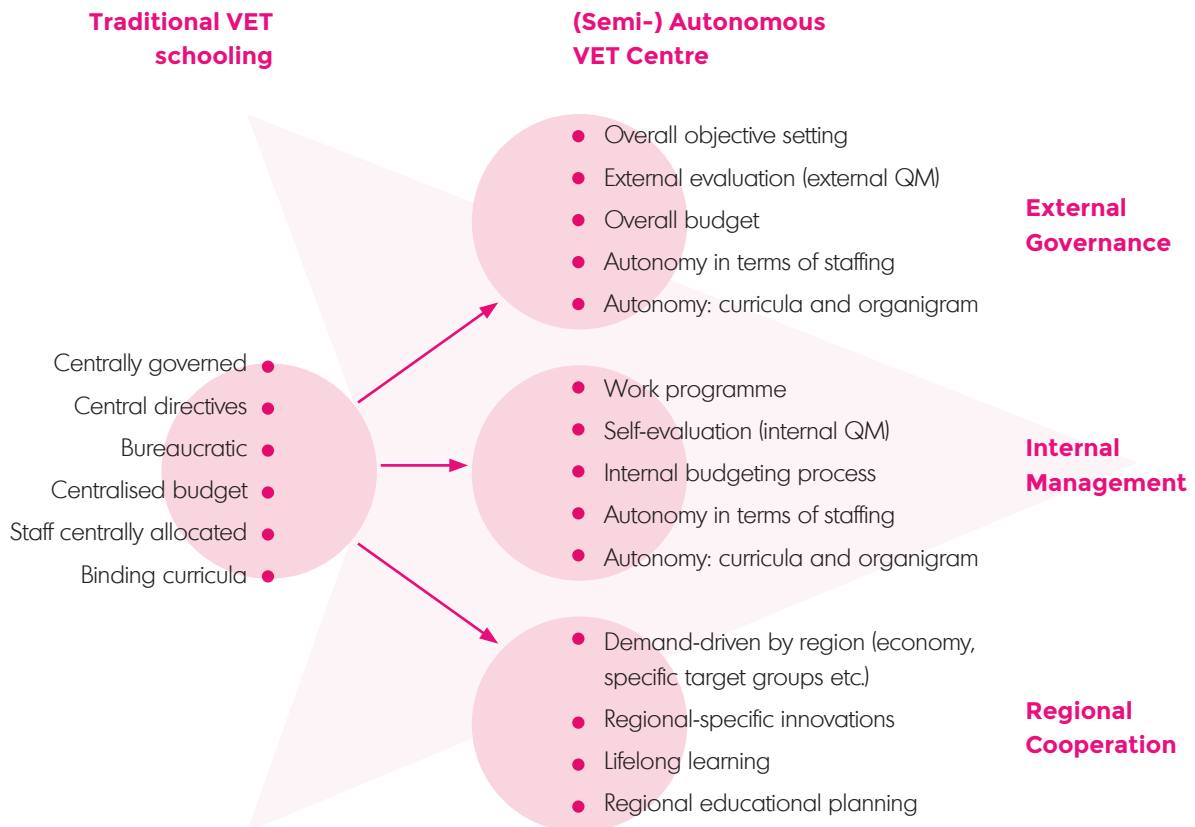 Traditional VET
schooling
(Semi-) Autonomous
VET Centre
Centrally governed
Central directives
Bureaucratic
Centralised budget
Staff centrally allocated
Binding curricula
Overall objective setting
External evaluation (external QM)
Overall budget
Autonomy in terms of staffing
Autonomy: curricula and organigram
External
Governance
Work programme
Self-evaluation (internal QM)
Internal budgeting process
Autonomy in terms of staffing
Autonomy: curricula and organigram
Internal
Management
Demand-driven by region (economy,
specific target groups etc.)
Regional-specific innovations
Lifelong learning
Regional educational planning
Regional
Cooperation